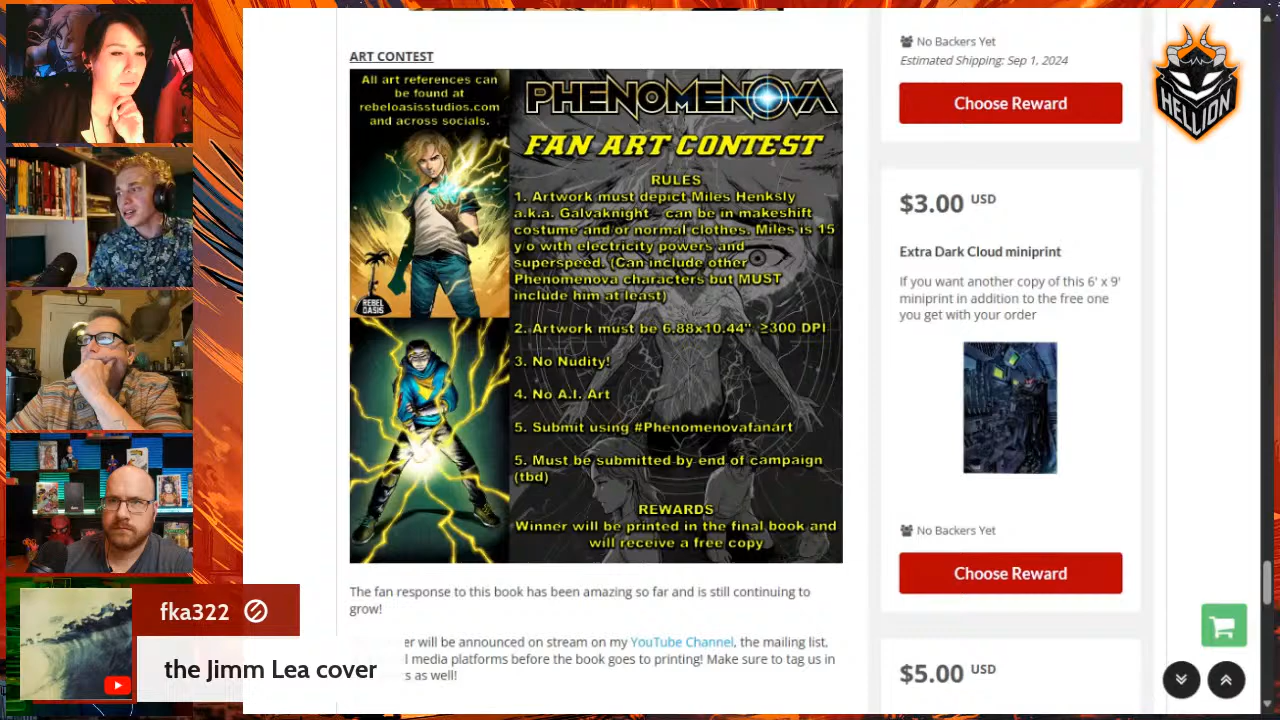 ART CONTEST
All art references can
be found at
rebeloasisstudios.com
and across socials.
REBEL
OASIS
PHENOMENOVA
FAN ART CONTEST
RULES
1. Artwork must depict Miles Henksly
a.k.a. Galvaknight - can be in makeshift
costume and/or normal clothes. Miles is 15
y/o with electricity powers and
superspeed. (Can include other
Phenomenova characters but MUST
include him at least)
2. Artwork must be 6.88x10.44" ≥300 DPI
3. No Nudity!
4. No A.I. Art
5. Submit using #Phenomenovafanart
5. Must be submitted by end of campaign
(tbd)
REWARDS
Winner will be printed in the final book and
will receive a free copy
The fan response to this book has been amazing so far and is still continuing to
grow!
er will be announced on stream on my YouTube Channel, the mailing list,
l media platforms before the book goes to printing! Make sure to tag us in
s as well!
No Backers Yet
Estimated Shipping: Sep 1, 2024
Choose Reward
$3.00 USD
Extra Dark Cloud miniprint
If you want another copy of this 6' x 9'
miniprint in addition to the free one
you get with your order
No Backers Yet
Choose Reward
$5.00 USD
HELLION
fka322
the Jimm Lea cover